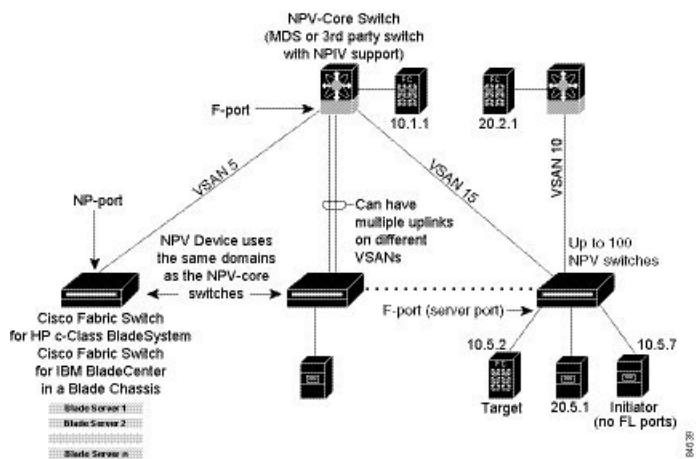 NPV-Core Switch
(MDS or 3rd party switch
with NPIV support)
FC
FC
F-port
10.1.1
20.2.1
VSAN 5
VSAN 15
VSAN 10
NP-port
Can have
multiple uplinks
on different
VSANs
NPV Device uses
the same domains
as the NPV-core
switches
Up to 100
NPV switches
Cisco Fabric Switch
for HP c-Class BladeSystem
Cisco Fabric Switch
for IBM BladeCenter
in a Blade Chassis
F-port (server port)
10.5.2
10.5.7
FC
Target
20.5.1
Initiator
(no FL ports)
Blade Server 1
Blade Server 2
Blade Server n
84639